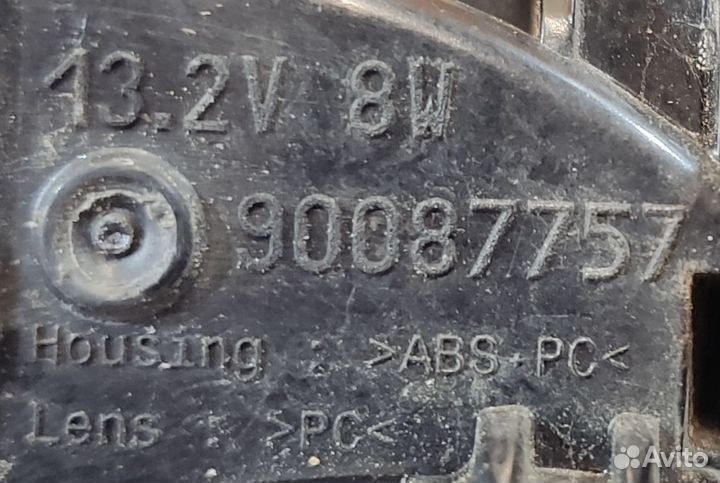 13.2V 8W
90087757
Housing : >ABS+PC<
Lens : >PC<
Avito